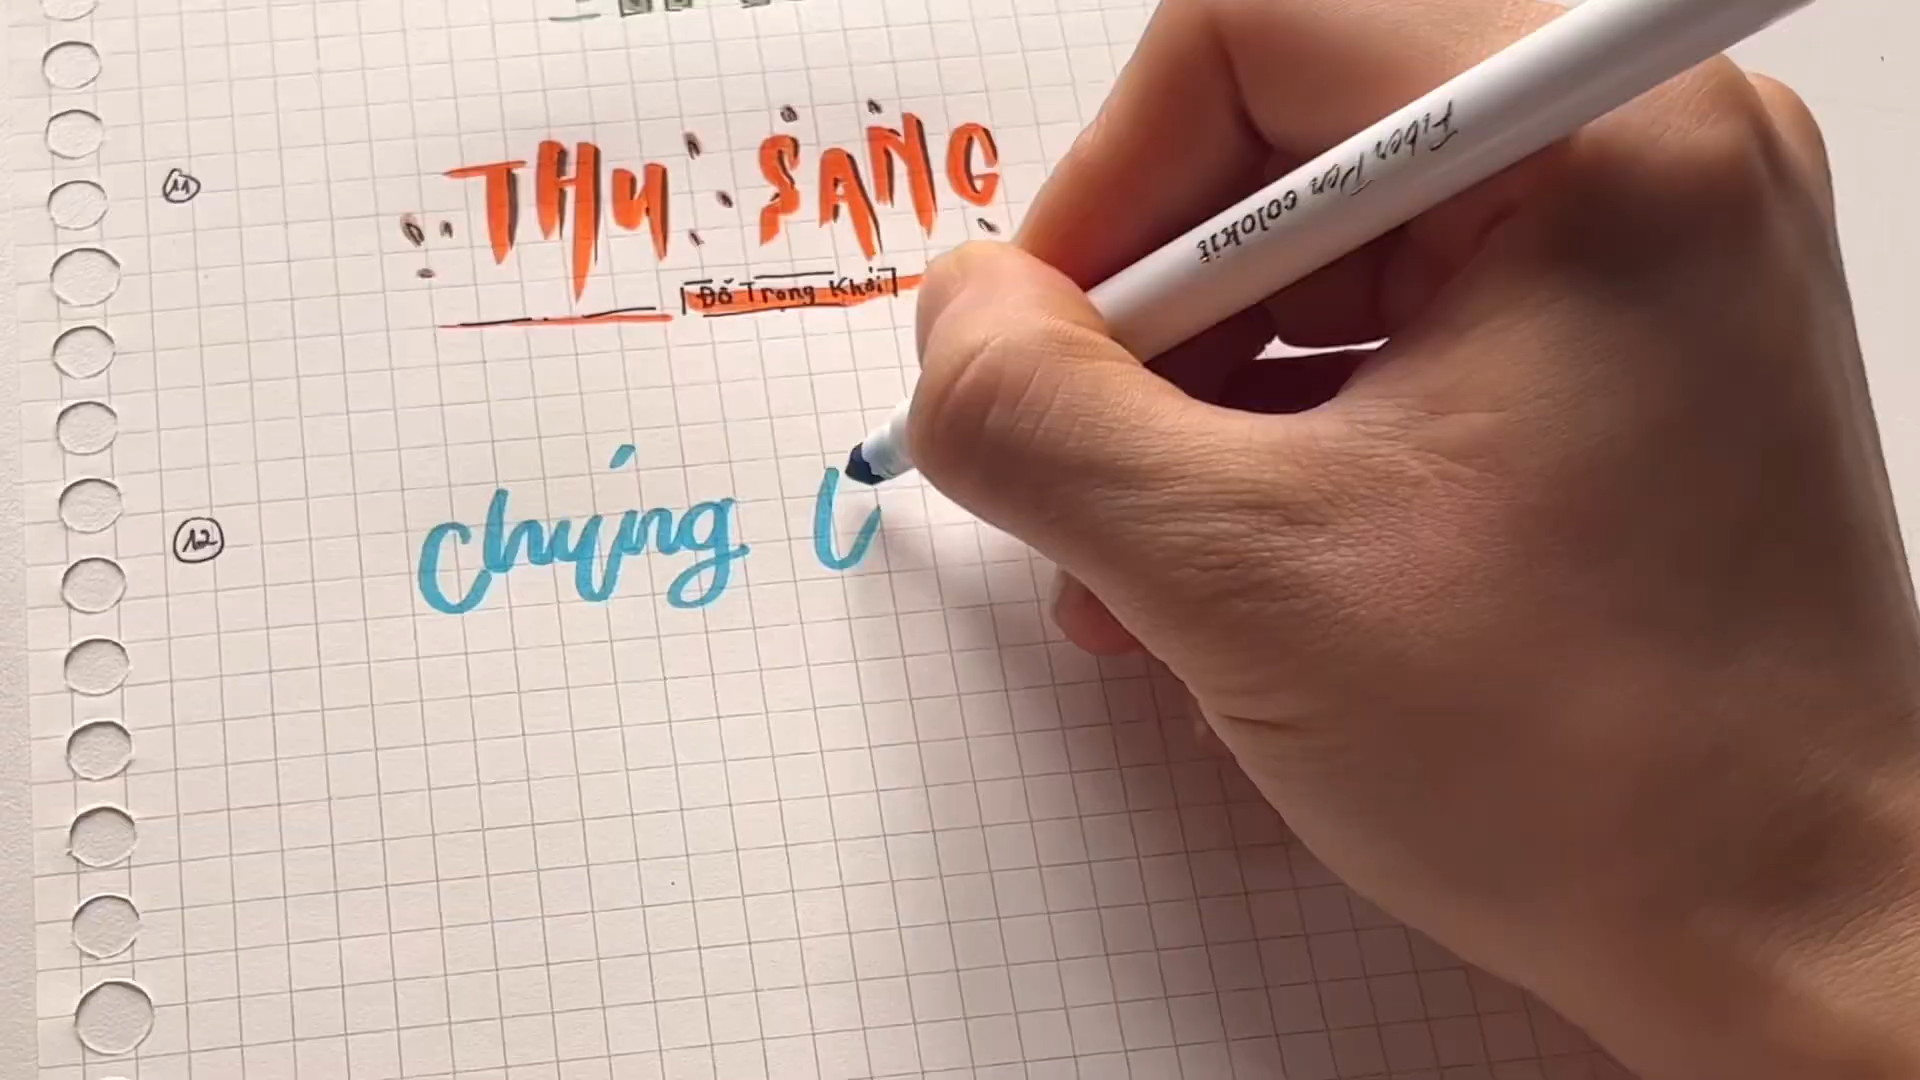 11
THU SANG
Đỗ Trọng Khơi
12
chúng
Fiber Pen colokit